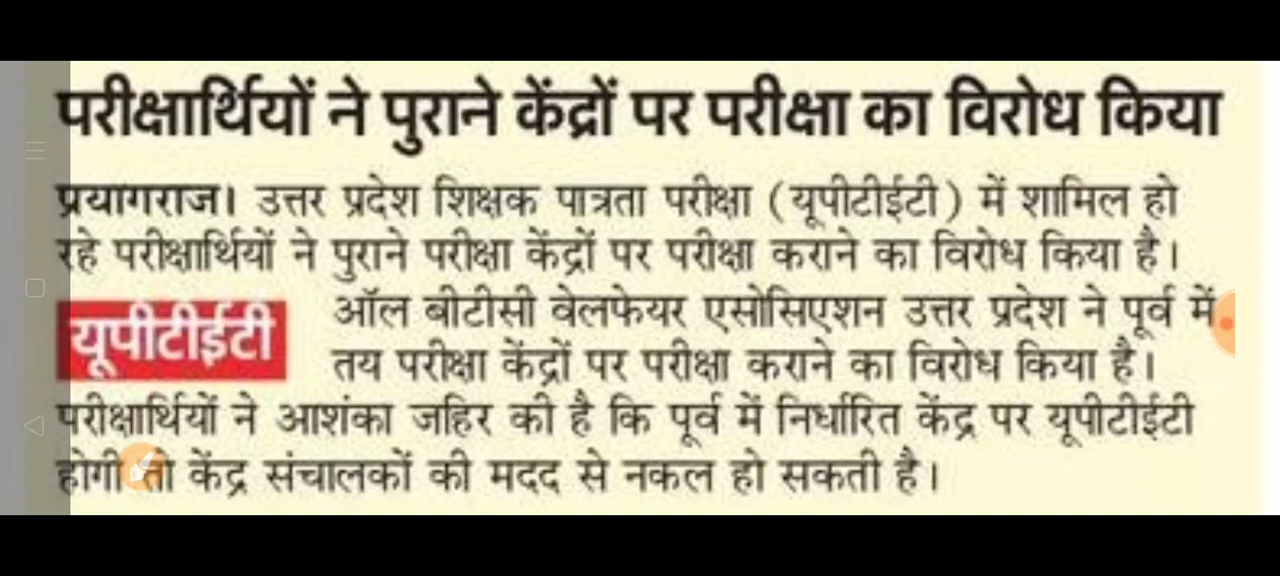 परीक्षार्थियों ने पुराने केंद्रों पर परीक्षा का विरोध किया
प्रयागराज। उत्तर प्रदेश शिक्षक पात्रता परीक्षा (यूपीटीईटी) में शामिल हो
रहे परीक्षार्थियों ने पुराने परीक्षा केंद्रों पर परीक्षा कराने का विरोध किया है।
यूपीटीईटी
ऑल बीटीसी वेलफेयर एसोसिएशन उत्तर प्रदेश ने पूर्व में
तय परीक्षा केंद्रों पर परीक्षा कराने का विरोध किया है।
परीक्षार्थियों ने आशंका जहिर की है कि पूर्व में निर्धारित केंद्र पर यूपीटीईटी
होगी तो केंद्र संचालकों की मदद से नकल हो सकती है।